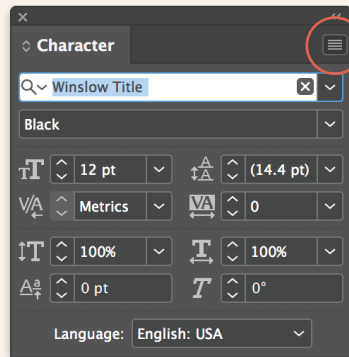 Character
Winslow Title
Black
12 pt (14.4 pt)
Metrics 0
100% 100%
0 pt 0°
Language: English: USA